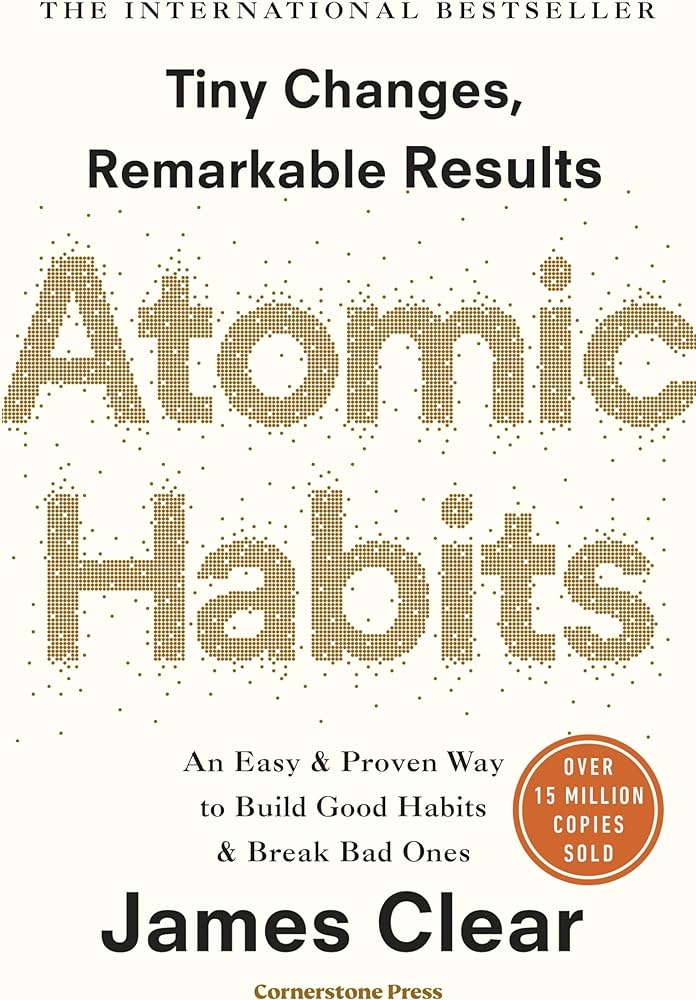 THE INTERNATIONAL BESTSELLER
Tiny Changes,
Remarkable Results
Atomic
Habits
An Easy & Proven Way
to Build Good Habits
& Break Bad Ones
OVER
15 MILLION
COPIES
SOLD
James Clear
Cornerstone Press